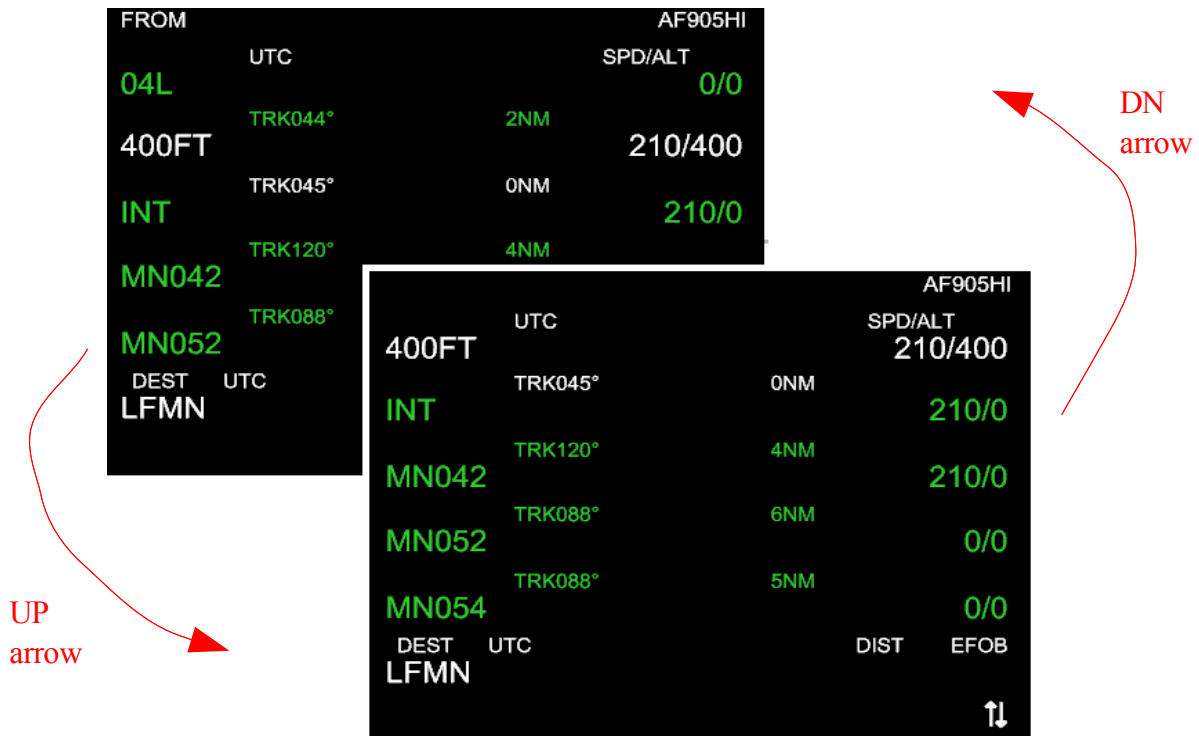 FROM AF905HI
UTC SPD/ALT
04L 0/0
TRK044° 2NM
400FT 210/400
TRK045° 0NM
INT 210/0
TRK120° 4NM
MN042
TRK088°
MN052
DEST UTC
LFMN
DN
arrow
AF905HI
UTC SPD/ALT
400FT 210/400
TRK045° 0NM
INT 210/0
TRK120° 4NM
MN042 210/0
TRK088° 6NM
MN052 0/0
TRK088° 5NM
MN054 0/0
DEST UTC DIST EFOB
LFMN
UP
arrow